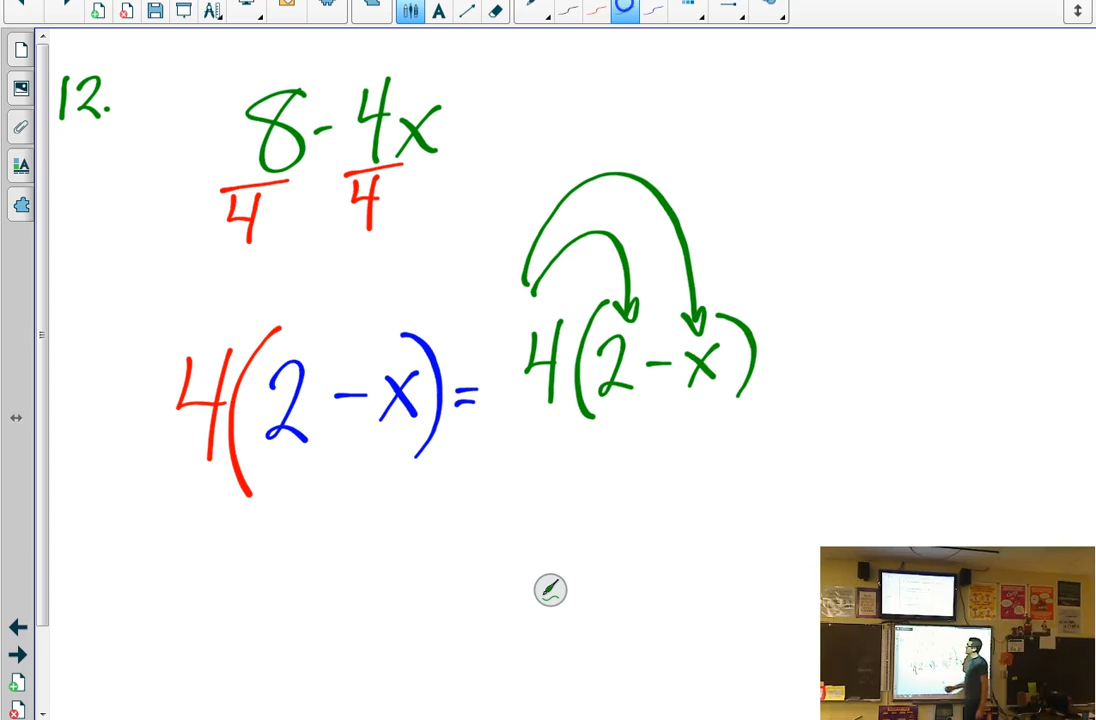 12.
8 - 4x
4 4
4(2 - x) = 4(2 - x)